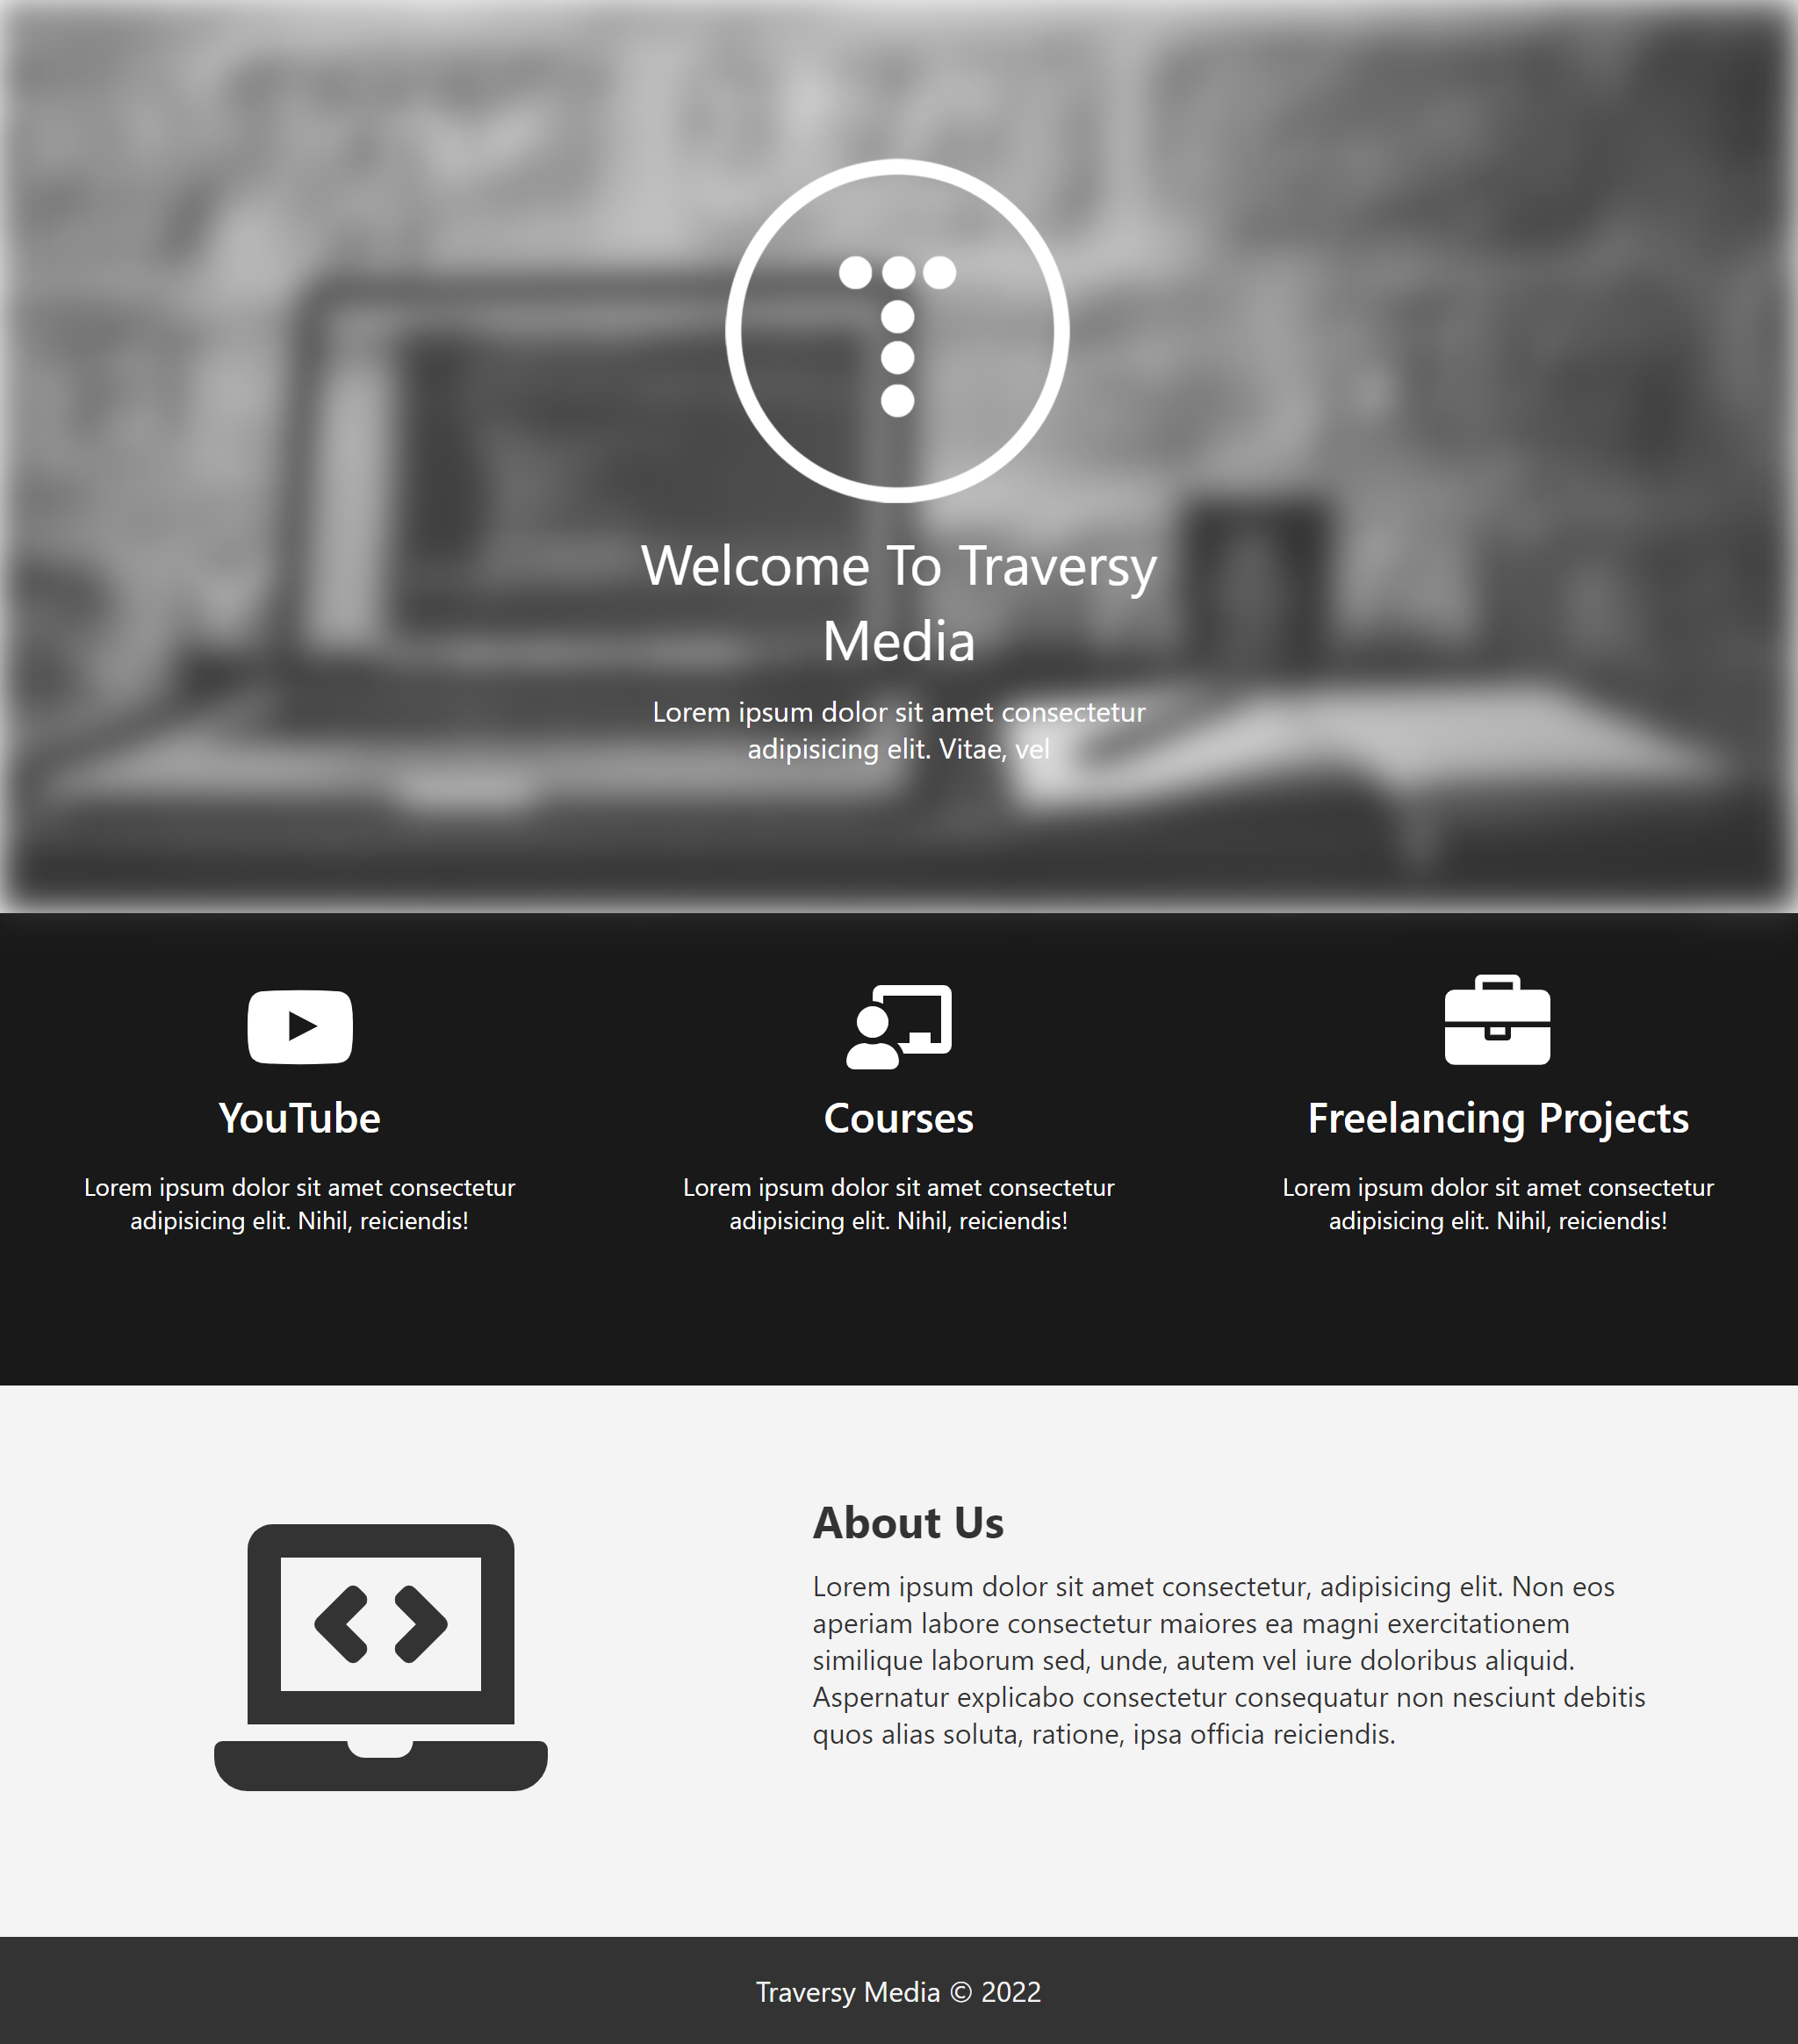 T
Welcome To Traversy
Media
Lorem ipsum dolor sit amet consectetur
adipisicing elit. Vitae, vel
YouTube
Lorem ipsum dolor sit amet consectetur
adipisicing elit. Nihil, reiciendis!
Courses
Lorem ipsum dolor sit amet consectetur
adipisicing elit. Nihil, reiciendis!
Freelancing Projects
Lorem ipsum dolor sit amet consectetur
adipisicing elit. Nihil, reiciendis!
About Us
Lorem ipsum dolor sit amet consectetur, adipisicing elit. Non eos
aperiam labore consectetur maiores ea magni exercitationem
similique laborum sed, unde, autem vel iure doloribus aliquid.
Aspernatur explicabo consectetur consequatur non nesciunt debitis
quos alias soluta, ratione, ipsa officia reiciendis.
Traversy Media © 2022